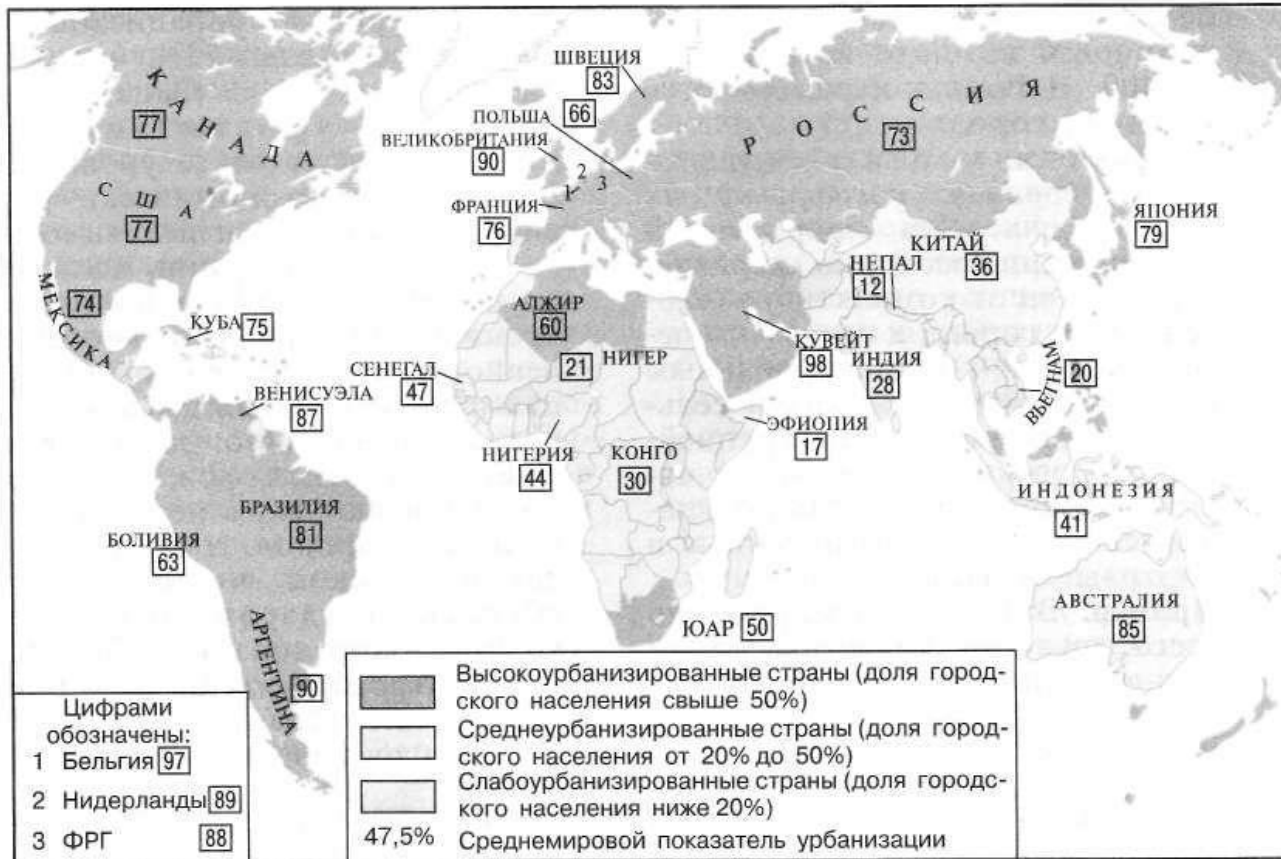 КАНАДА
77
США
77
МЕКСИКА
74
КУБА 75
ВЕНИСУЭЛА
87
БРАЗИЛИЯ
81
БОЛИВИЯ
63
АРГЕНТИНА
90
ШВЕЦИЯ
83
66
ПОЛЬША
ВЕЛИКОБРИТАНИЯ
90
2
1 3
ФРАНЦИЯ
76
РОССИЯ
73
ЯПОНИЯ
79
КИТАЙ
36
НЕПАЛ
12
АЛЖИР
60
НИГЕР
21
СЕНЕГАЛ
47
КУВЕЙТ
98
ИНДИЯ
28
ВЬЕТНАМ
20
ЭФИОПИЯ
17
НИГЕРИЯ
44
КОНГО
30
ИНДОНЕЗИЯ
41
АВСТРАЛИЯ
85
ЮАР 50
Цифрами
обозначены:
1 Бельгия 97
2 Нидерланды 89
3 ФРГ 88
Высокоурбанизированные страны (доля город-
ского населения свыше 50%)
Среднеурбанизированные страны (доля город-
ского населения от 20% до 50%)
Слабоурбанизированные страны (доля городс-
кого населения ниже 20%)
47,5% Среднемировой показатель урбанизации